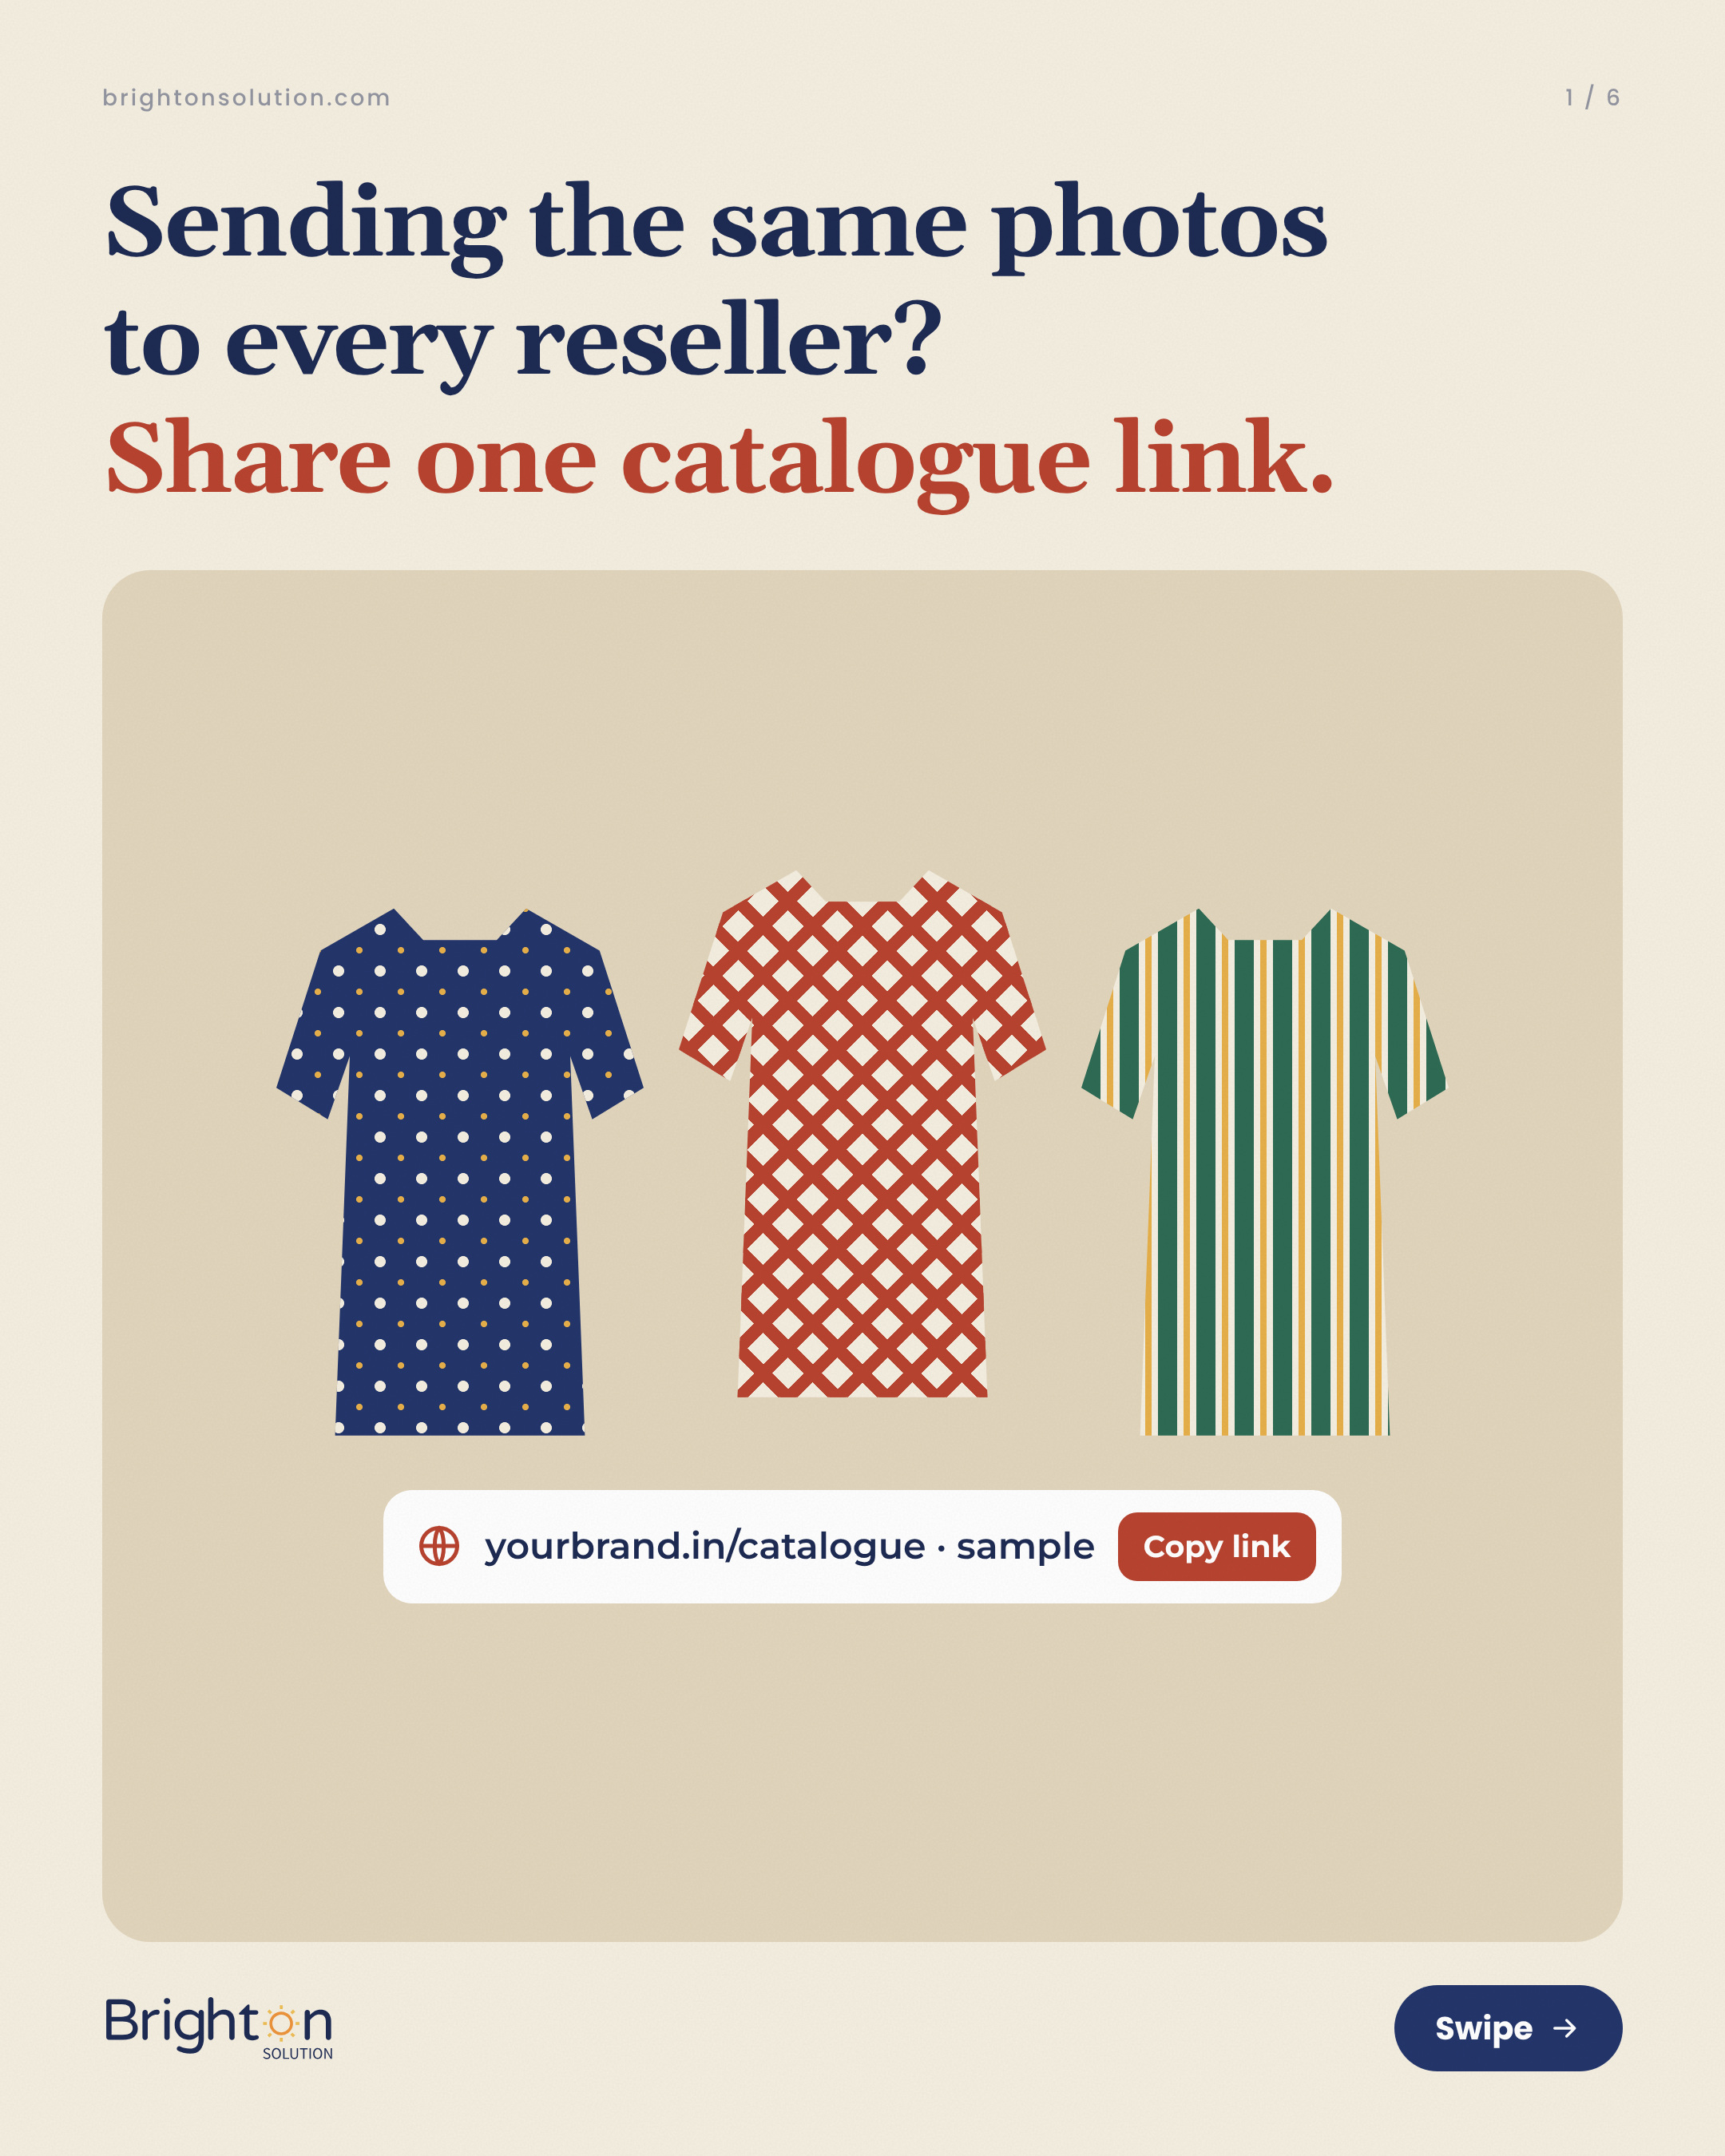 brightonsolution.com
1 / 6
Sending the same photos
to every reseller?
Share one catalogue link.
yourbrand.in/catalogue · sample
Copy link
Brighton
SOLUTION
Swipe →